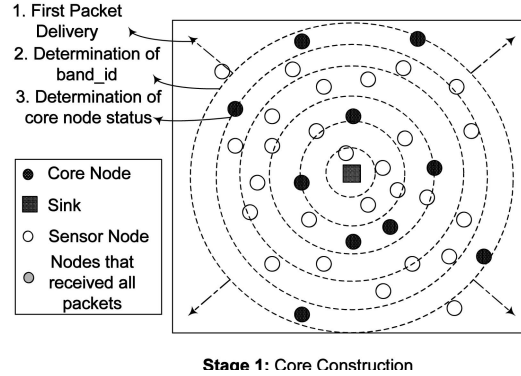 1. First Packet
Delivery
2. Determination of
band_id
3. Determination of
core node status
Core Node
Sink
Sensor Node
Nodes that
received all
packets
Stage 1: Core Construction